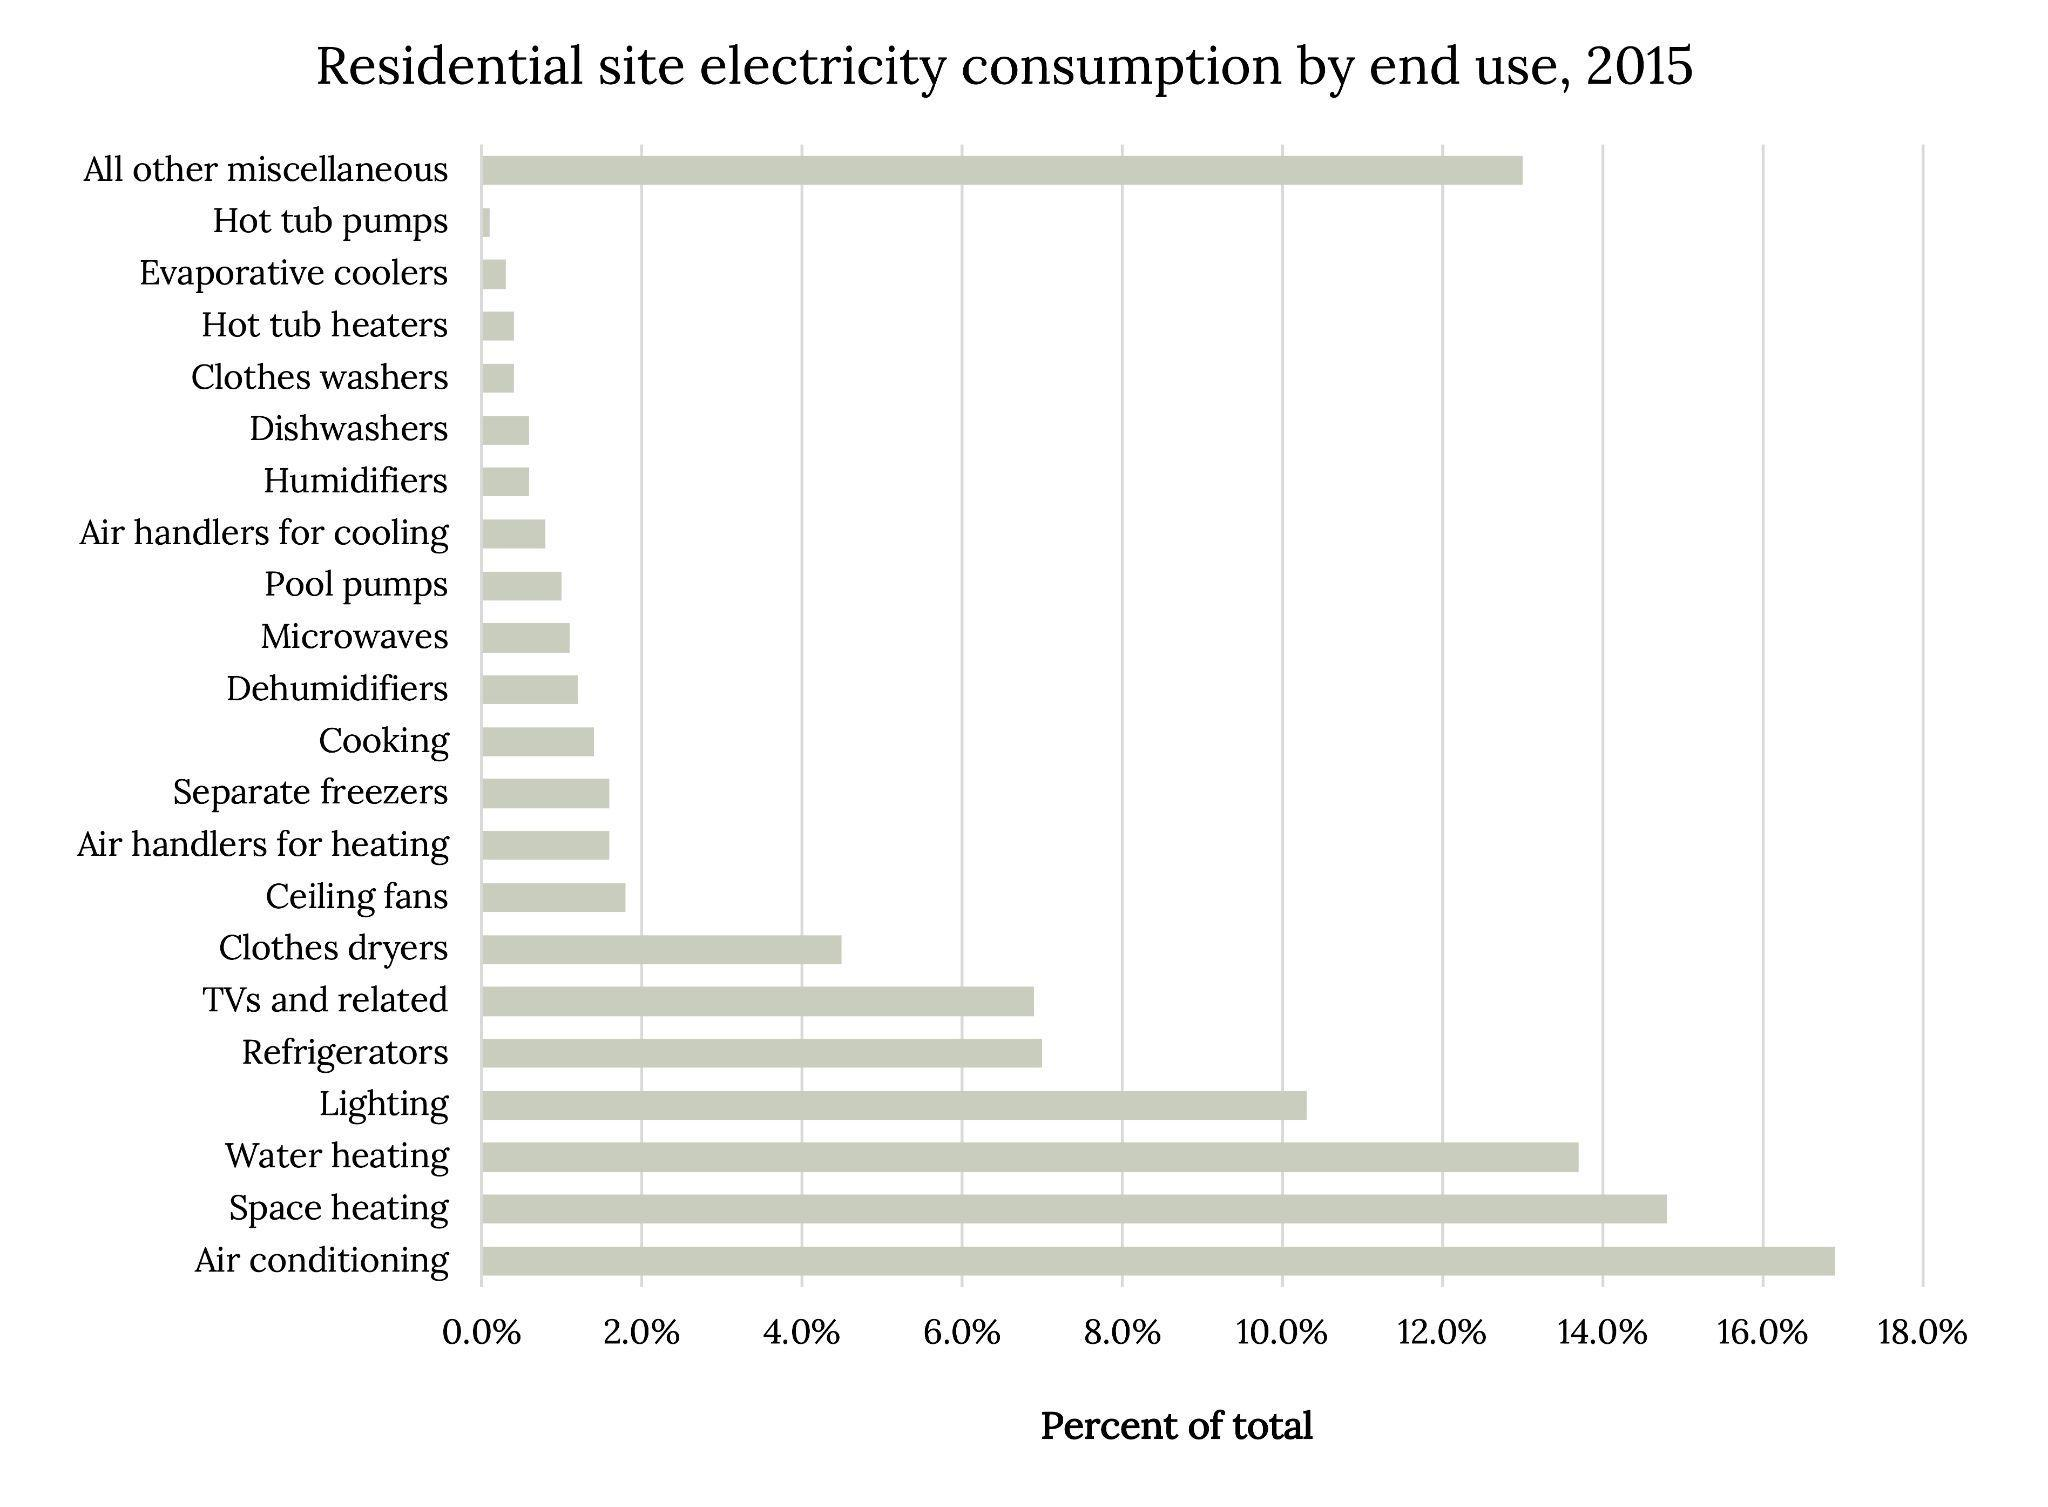 Residential site electricity consumption by end use, 2015
All other miscellaneous
Hot tub pumps
Evaporative coolers
Hot tub heaters
Clothes washers
Dishwashers
Humidifiers
Air handlers for cooling
Pool pumps
Microwaves
Dehumidifiers
Cooking
Separate freezers
Air handlers for heating
Ceiling fans
Clothes dryers
TVs and related
Refrigerators
Lighting
Water heating
Space heating
Air conditioning
0.0% 2.0% 4.0% 6.0% 8.0% 10.0% 12.0% 14.0% 16.0% 18.0%
Percent of total